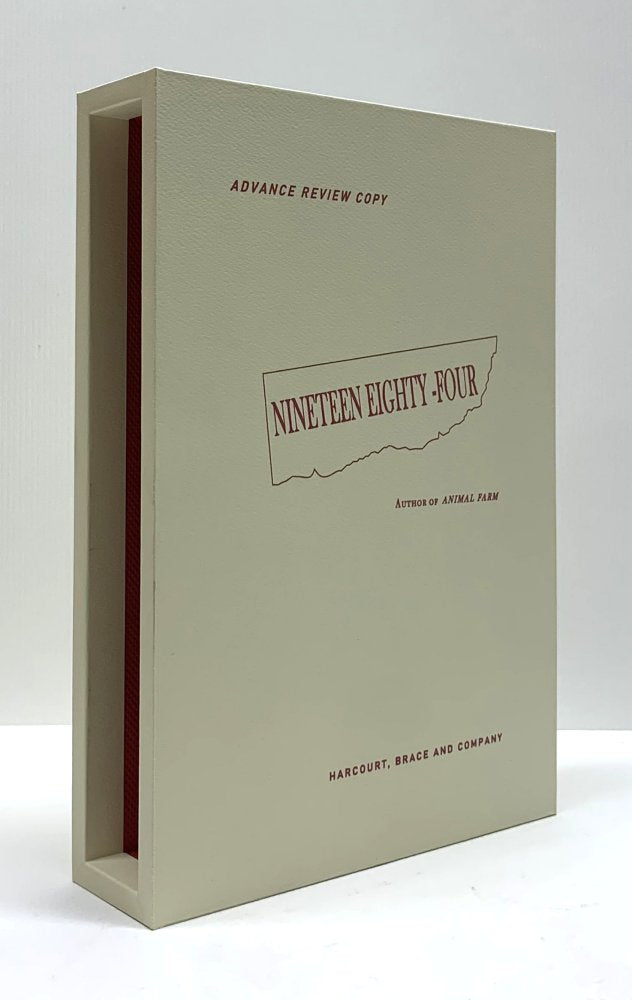 ADVANCE REVIEW COPY
NINETEEN EIGHTY-FOUR
AUTHOR OF ANIMAL FARM
HARCOURT, BRACE AND COMPANY